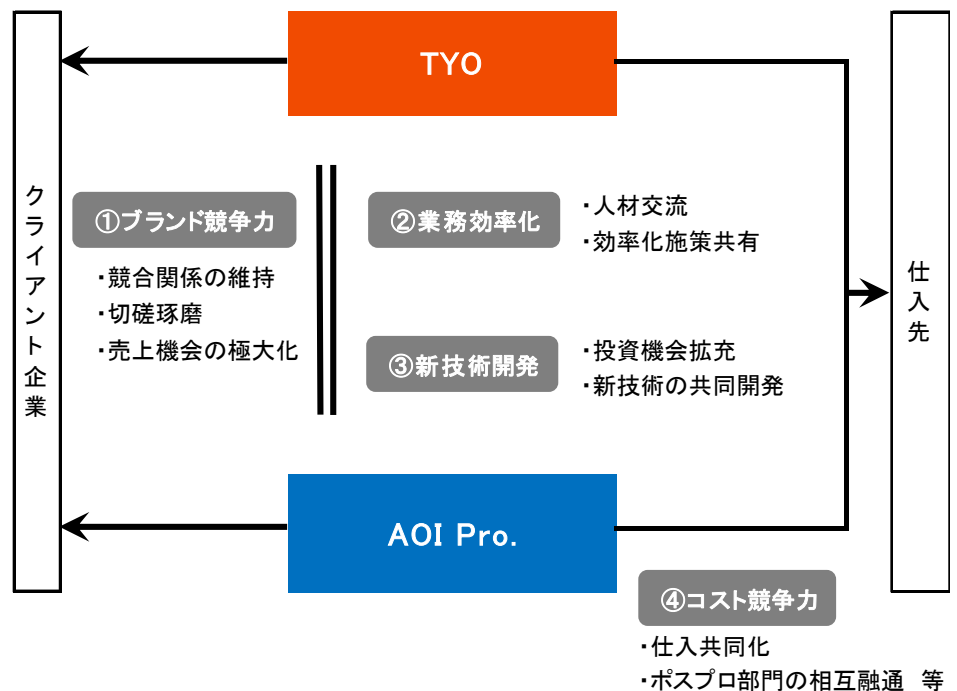 TYO
クライアント企業
①ブランド競争力
・競合関係の維持
・切磋琢磨
・売上機会の極大化
②業務効率化
・人材交流
・効率化施策共有
③新技術開発
・投資機会拡充
・新技術の共同開発
仕入先
AOI Pro.
④コスト競争力
・仕入共同化
・ポスプロ部門の相互融通　等